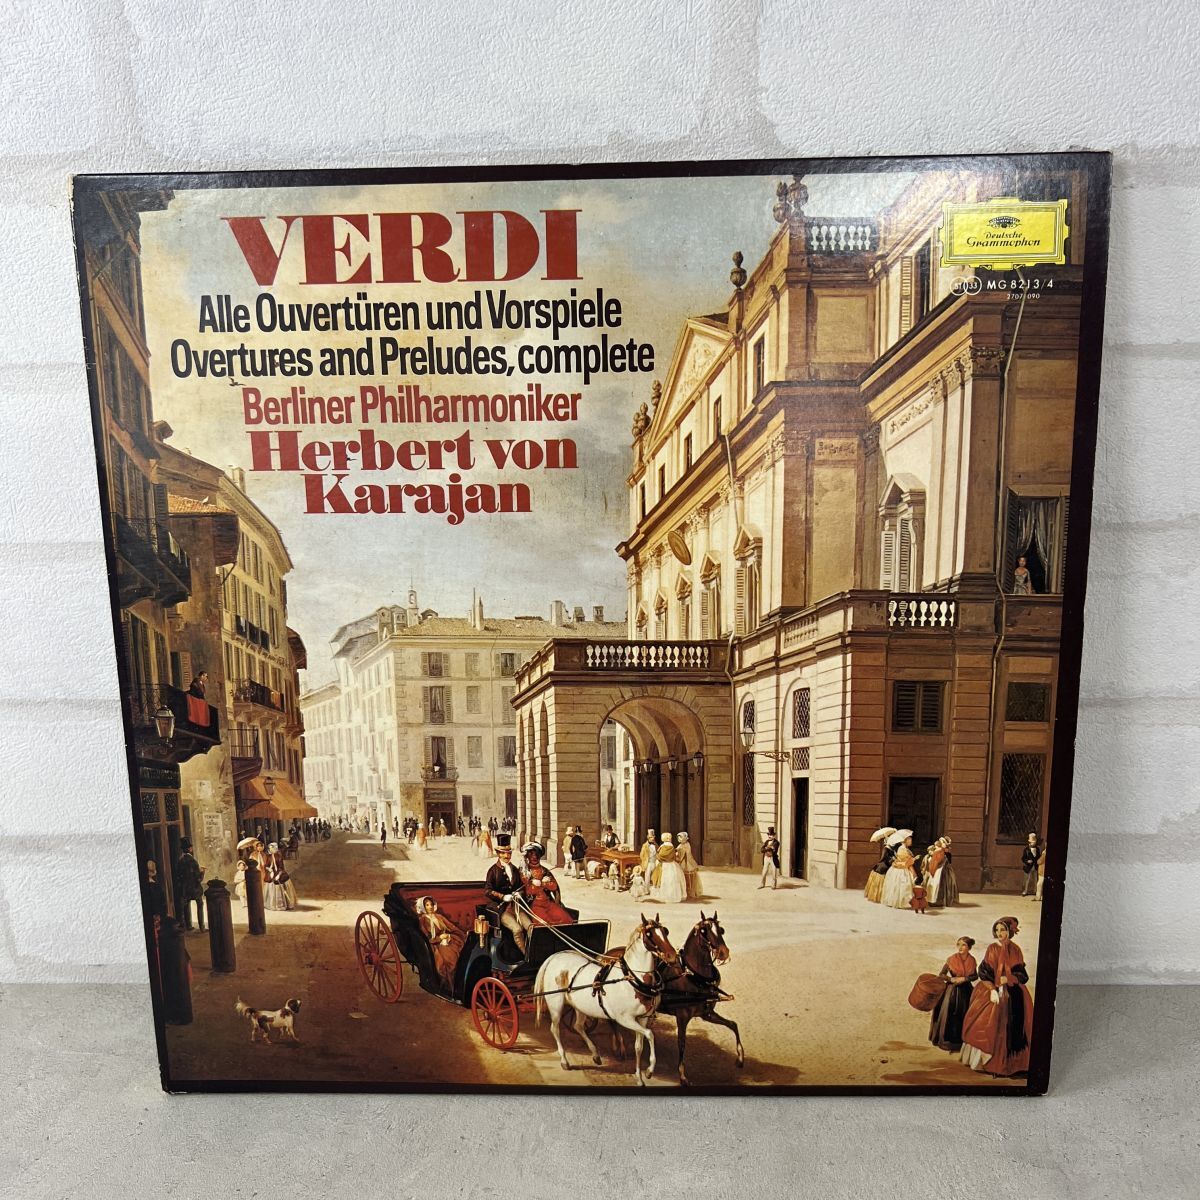 VERDI
Alle Ouvertüren und Vorspiele
Overtures and Preludes, complete
Berliner Philharmoniker
Herbert von
Karajan
Deutsche
Grammophon
33 MG 8213/4
2707 090